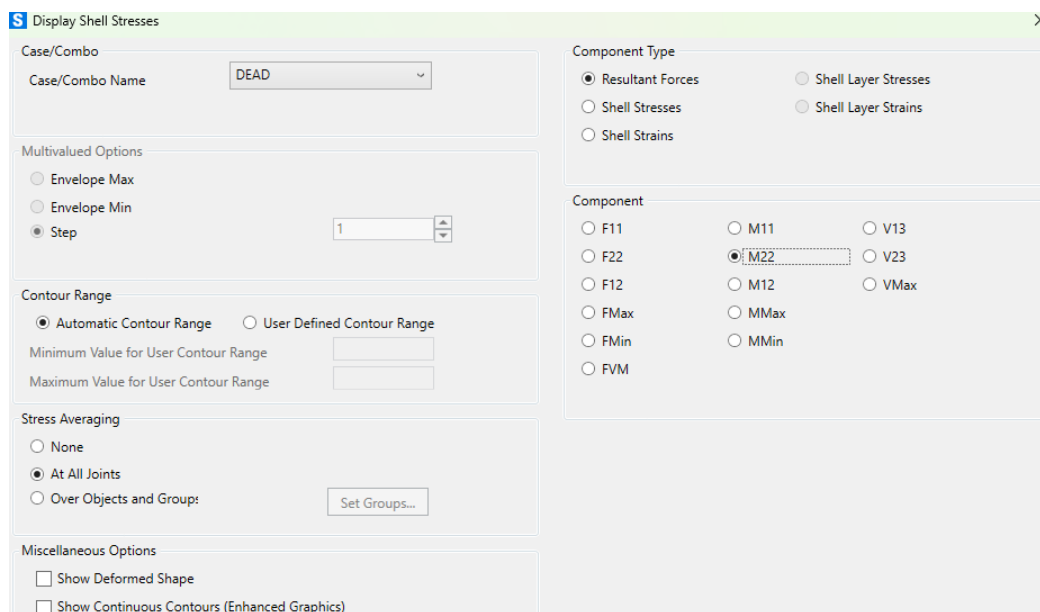 S Display Shell Stresses
Case/Combo
Case/Combo Name DEAD
Multivalued Options
Envelope Max
Envelope Min
Step 1
Contour Range
Automatic Contour Range User Defined Contour Range
Minimum Value for User Contour Range
Maximum Value for User Contour Range
Stress Averaging
None
At All Joints
Over Objects and Groups
Set Groups...
Miscellaneous Options
Show Deformed Shape
Show Continuous Contours (Enhanced Graphics)
Component Type
Resultant Forces Shell Layer Stresses
Shell Stresses Shell Layer Strains
Shell Strains
Component
F11 M11 V13
F22 M22 V23
F12 M12 VMax
FMax MMax
FMin MMin
FVM